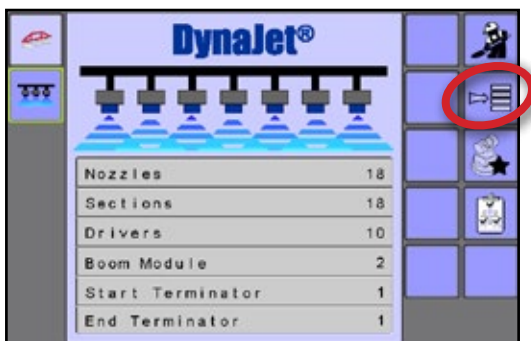 DynaJet®
Nozzles 18
Sections 18
Drivers 10
Boom Module 2
Start Terminator 1
End Terminator 1